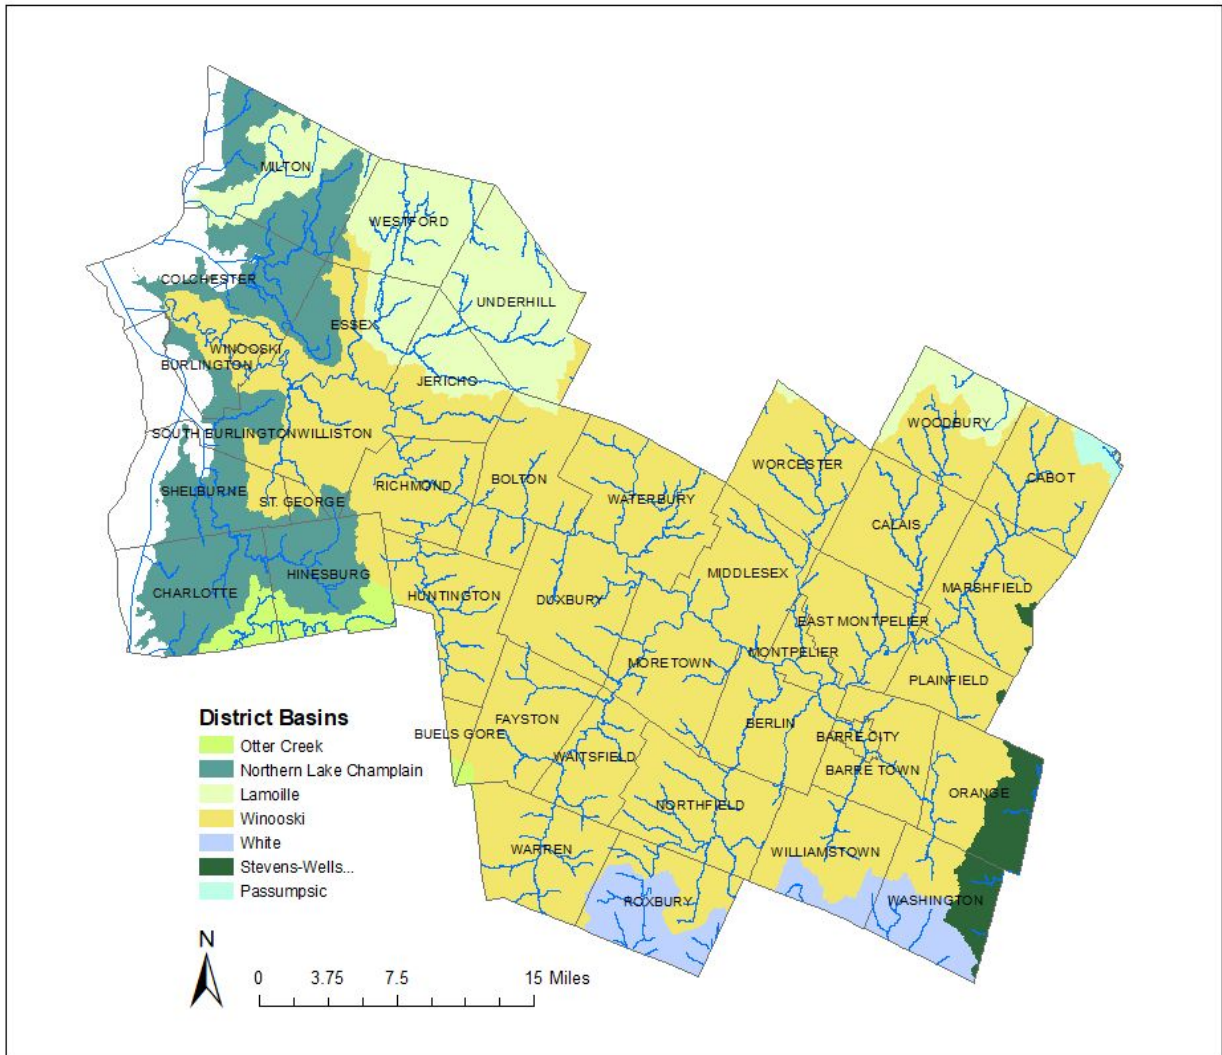 MILTON
WESTFORD
COLCHESTER
UNDERHILL
ESSEX
WINOOSKI
BURLINGTON
JERICHO
WOODBURY
SOUTH BURLINGTON
WILLISTON
WORCESTER
CABOT
SHELBURNE
ST. GEORGE
RICHMOND
BOLTON
WATERBURY
CALAIS
HINESBURG
MIDDLESEX
MARSHFIELD
CHARLOTTE
HUNTINGTON
DUXBURY
EAST MONTPELIER
MONTPELIER
MORETOWN
PLAINFIELD
FAYSTON
BERLIN
BUELS GORE
BARRE CITY
WAITSFIELD
BARRE TOWN
ORANGE
NORTHFIELD
WARREN
WILLIAMSTOWN
ROXBURY
WASHINGTON
District Basins
Otter Creek
Northern Lake Champlain
Lamoille
Winooski
White
Stevens-Wells...
Passumpsic
N
0 3.75 7.5 15 Miles